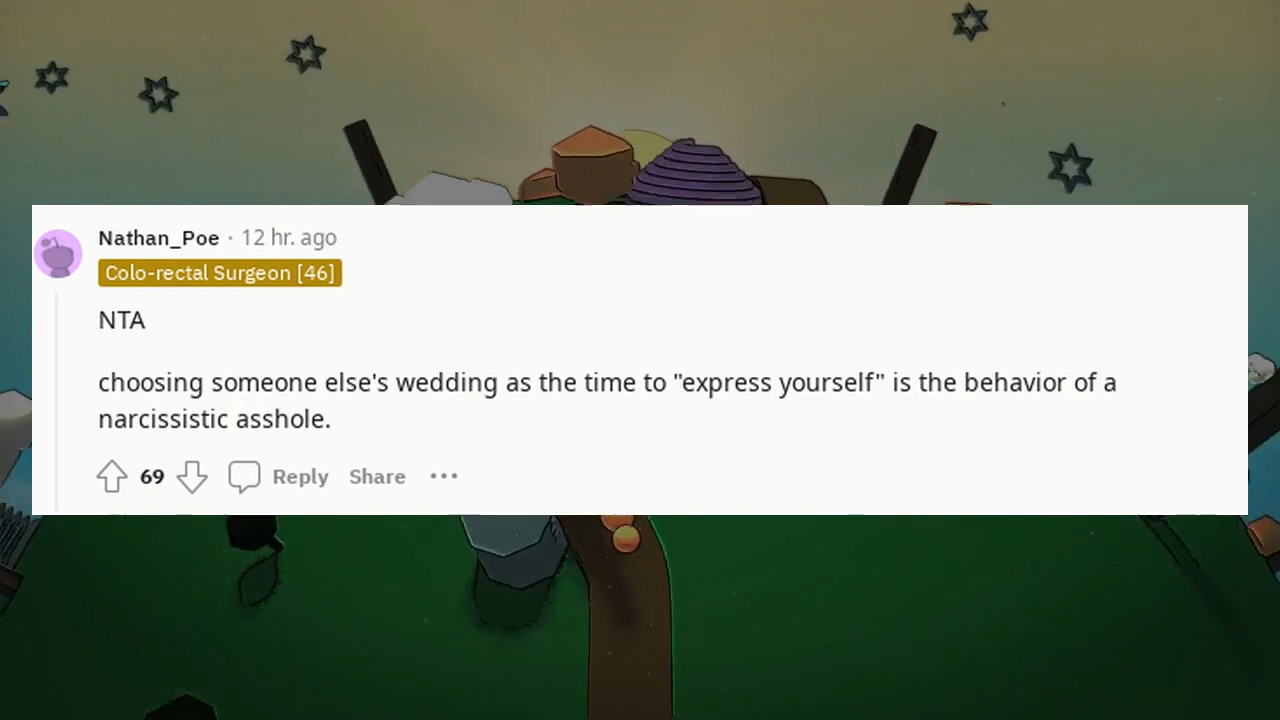 Nathan_Poe · 12 hr. ago
Colo-rectal Surgeon [46]
NTA
choosing someone else's wedding as the time to "express yourself" is the behavior of a
narcissistic asshole.
69 Reply Share ···